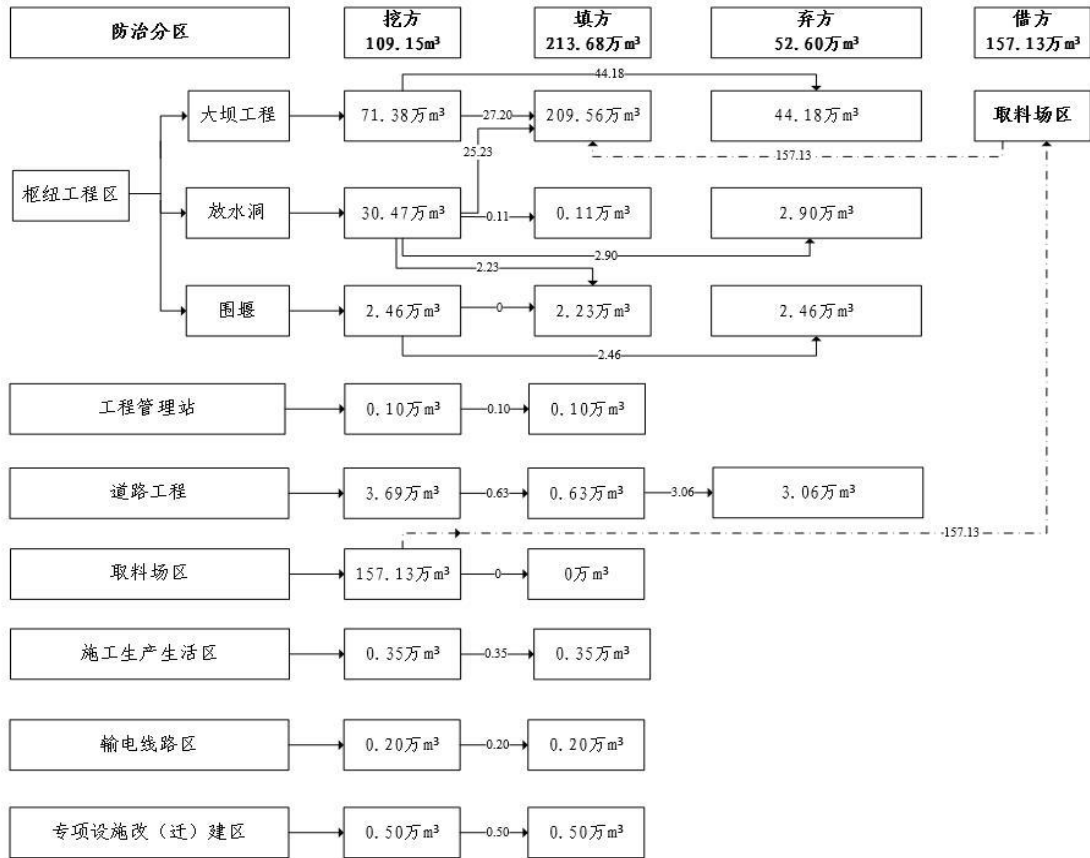 防治分区
挖方
109.15m³
填方
213.68万m³
弃方
52.60万m³
借方
157.13万m³
44.18
大坝工程
71.38万m³
27.20
209.56万m³
44.18万m³
取料场区
25.23
157.13
枢纽工程区
放水洞
30.47万m³
0.11
0.11万m³
2.90万m³
2.90
2.23
围堰
2.46万m³
0
2.23万m³
2.46万m³
2.46
工程管理站
0.10万m³
0.10
0.10万m³
道路工程
3.69万m³
0.63
0.63万m³
3.06
3.06万m³
157.13
取料场区
157.13万m³
0
0万m³
施工生产生活区
0.35万m³
0.35
0.35万m³
输电线路区
0.20万m³
0.20
0.20万m³
专项设施改（迁）建区
0.50万m³
0.50
0.50万m³